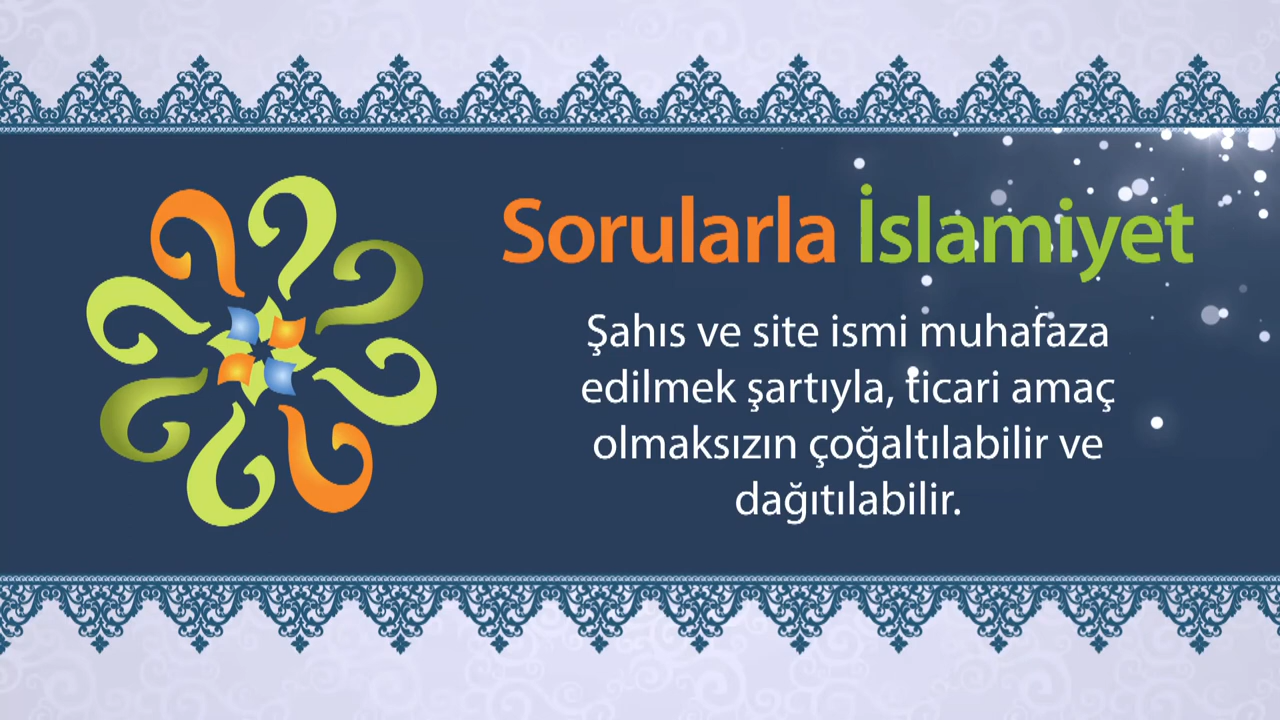 Sorularla İslamiyet
Şahıs ve site ismi muhafaza
edilmek şartıyla, ticari amaç
olmaksızın çoğaltılabilir ve
dağıtılabilir.